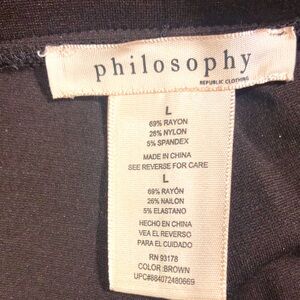 philosophy
REPUBLIC CLOTHING
L
69% RAYON
26% NYLON
5% SPANDEX
MADE IN CHINA
SEE REVERSE FOR CARE
L
69% RAYÓN
26% NAILON
5% ELASTANO
HECHO EN CHINA
VEA EL REVERSO
PARA EL CUIDADO
RN 93178
COLOR:BROWN
UPC#884072480669